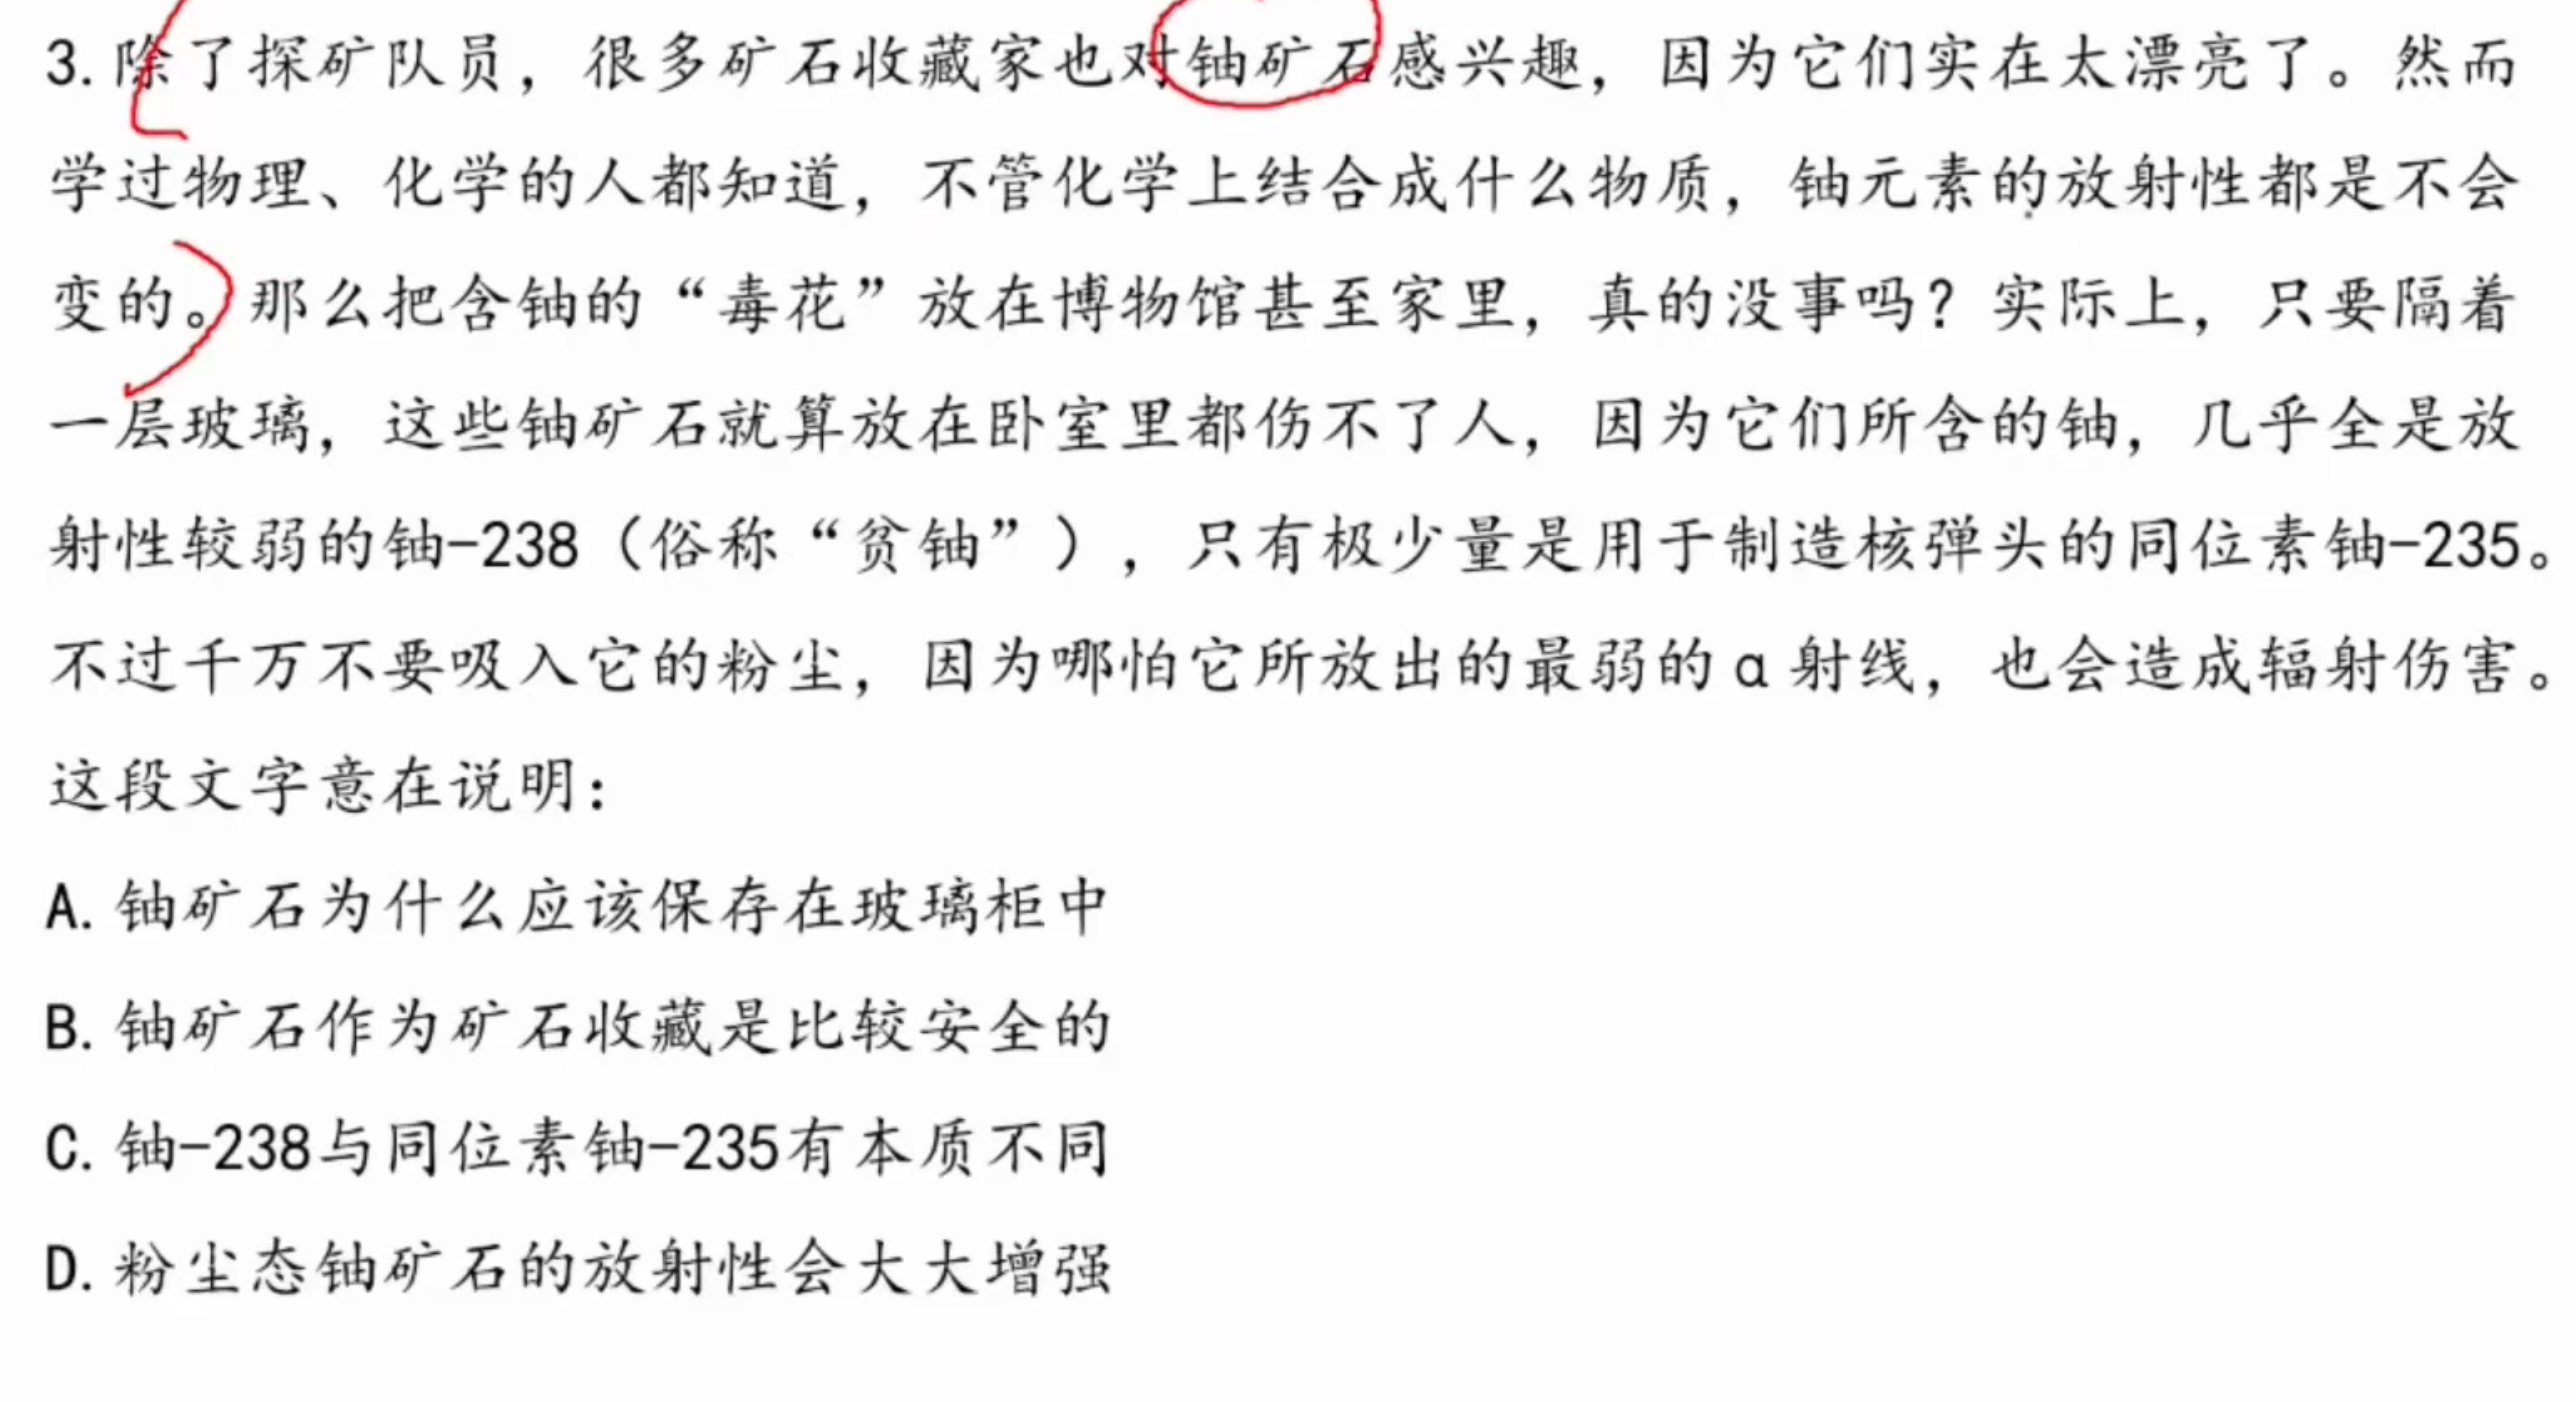 3. 除了探矿队员，很多矿石收藏家也对铀矿石感兴趣，因为它们实在太漂亮了。然而
学过物理、化学的人都知道，不管化学上结合成什么物质，铀元素的放射性都是不会
变的。那么把含铀的“毒花”放在博物馆甚至家里，真的没事吗？实际上，只要隔着
一层玻璃，这些铀矿石就算放在卧室里都伤不了人，因为它们所含的铀，几乎全是放
射性较弱的铀-238（俗称“贫铀”），只有极少量是用于制造核弹头的同位素铀-235。
不过千万不要吸入它的粉尘，因为哪怕它所放出的最弱的α射线，也会造成辐射伤害。
这段文字意在说明：
A. 铀矿石为什么应该保存在玻璃柜中
B. 铀矿石作为矿石收藏是比较安全的
C. 铀-238与同位素铀-235有本质不同
D. 粉尘态铀矿石的放射性会大大增强